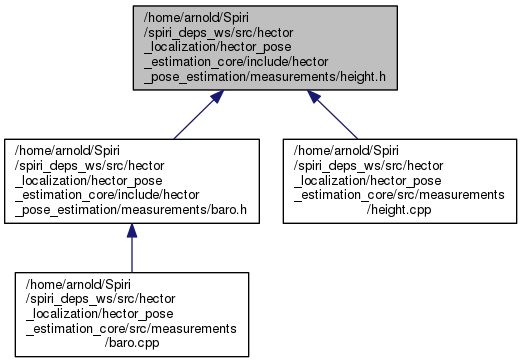 /home/arnold/Spiri
/spiri_deps_ws/src/hector
_localization/hector_pose
_estimation_core/include/hector
_pose_estimation/measurements/height.h
/home/arnold/Spiri
/spiri_deps_ws/src/hector
_localization/hector_pose
_estimation_core/include/hector
_pose_estimation/measurements/baro.h
/home/arnold/Spiri
/spiri_deps_ws/src/hector
_localization/hector_pose
_estimation_core/src/measurements
/height.cpp
/home/arnold/Spiri
/spiri_deps_ws/src/hector
_localization/hector_pose
_estimation_core/src/measurements
/baro.cpp